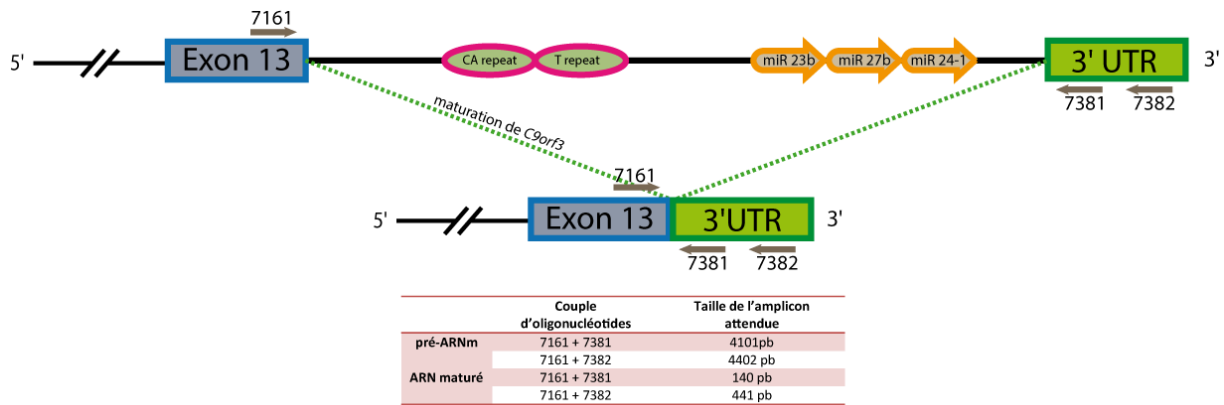 7161
5' Exon 13 CA repeat T repeat miR 23b miR 27b miR 24-1 3' UTR 3'
7381 7382
maturation de C9orf3
7161
5' Exon 13 3'UTR 3'
7381 7382
Couple d'oligonucléotides Taille de l'amplicon attendue
pré-ARNm 7161 + 7381 4101pb
7161 + 7382 4402 pb
ARN maturé 7161 + 7381 140 pb
7161 + 7382 441 pb